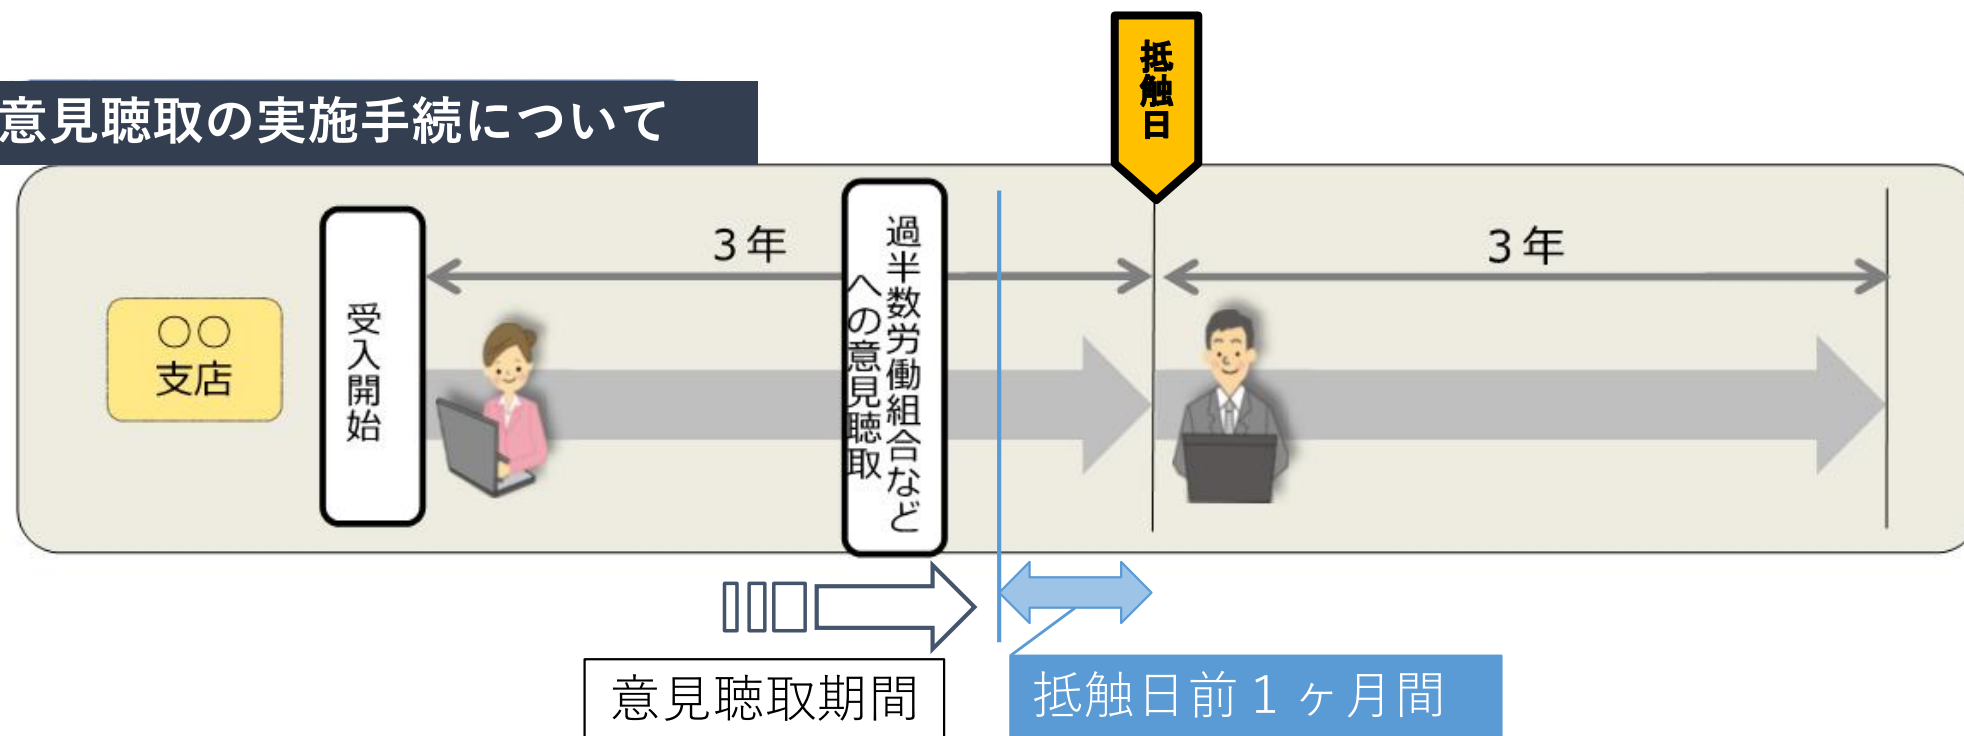 抵触日
意見聴取の実施手続について
3年
3年
○○
支店
受入開始
過半数労働組合など
への意見聴取
意見聴取期間
抵触日前1ヶ月間